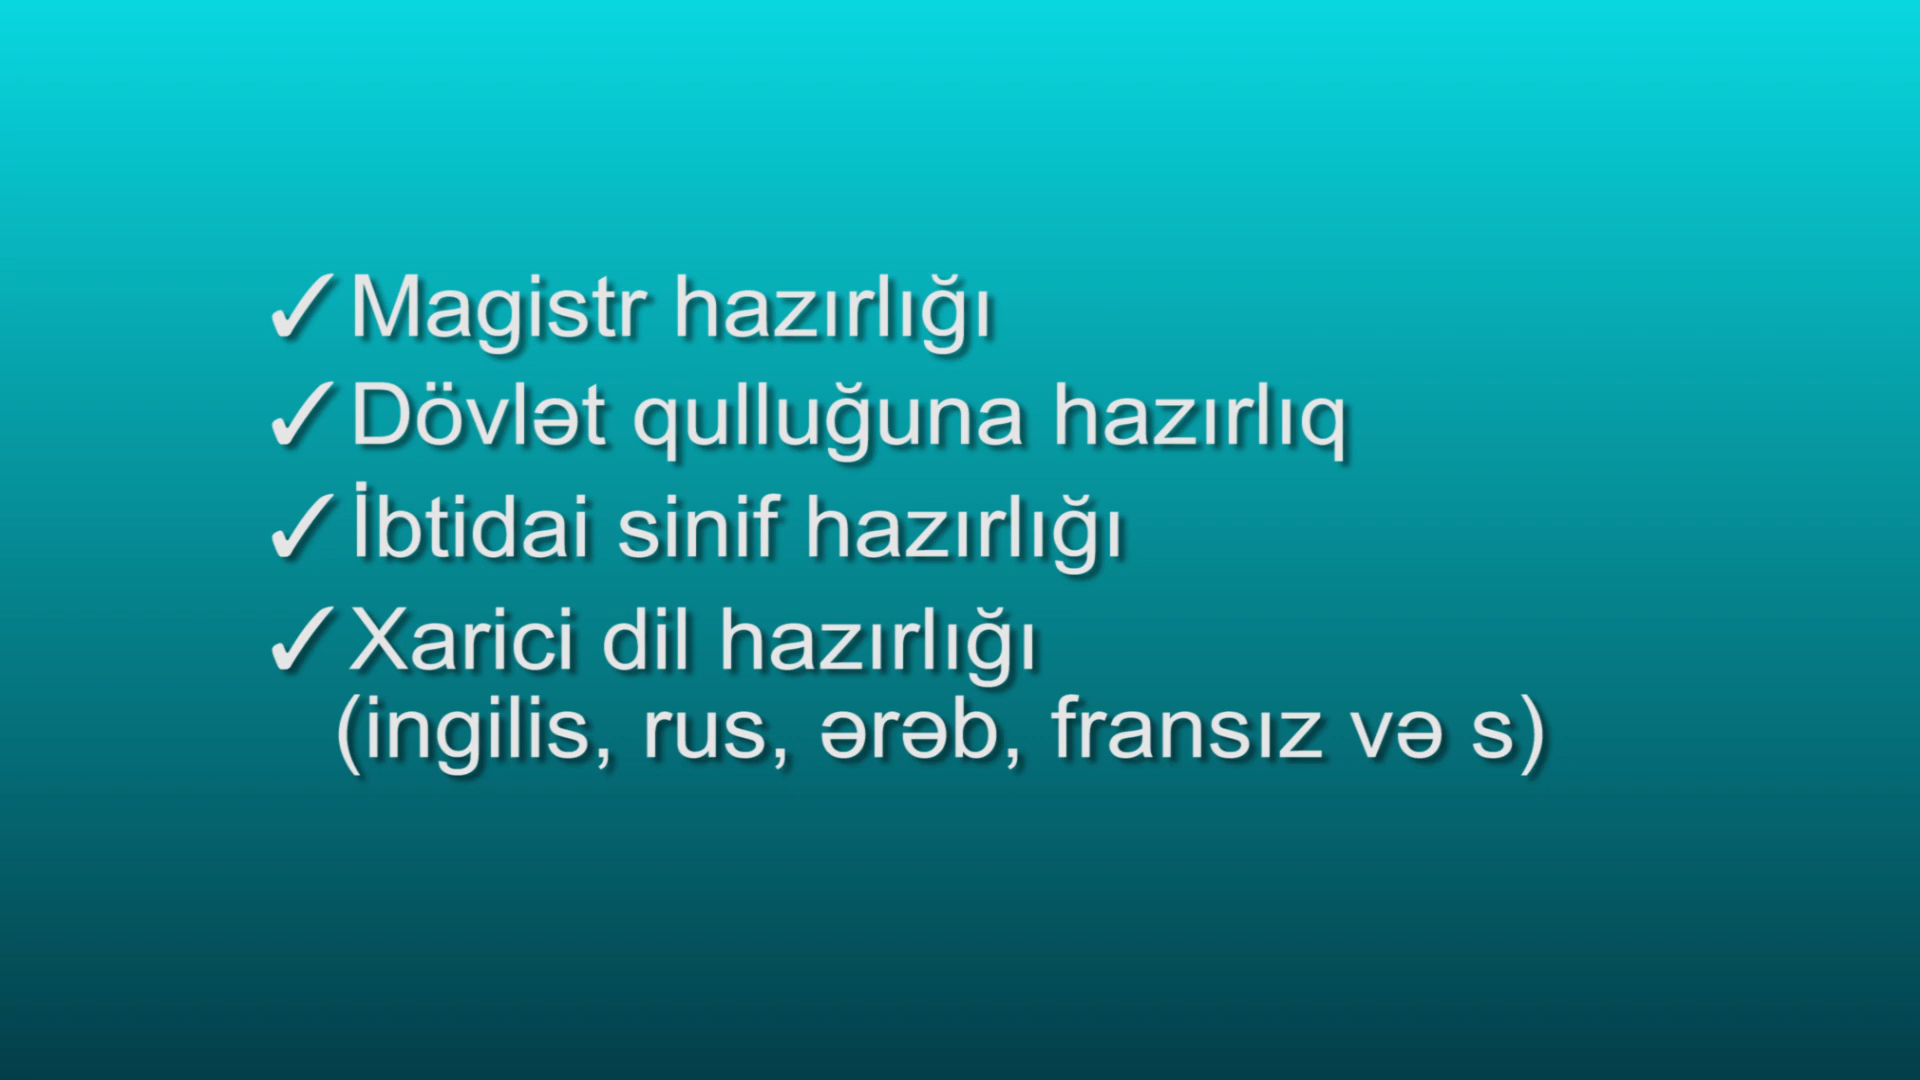 ✓Magistr hazırlığı
✓Dövlət qulluğuna hazırlıq
✓İbtidai sinif hazırlığı
✓Xarici dil hazırlığı
(ingilis, rus, ərəb, fransız və s)